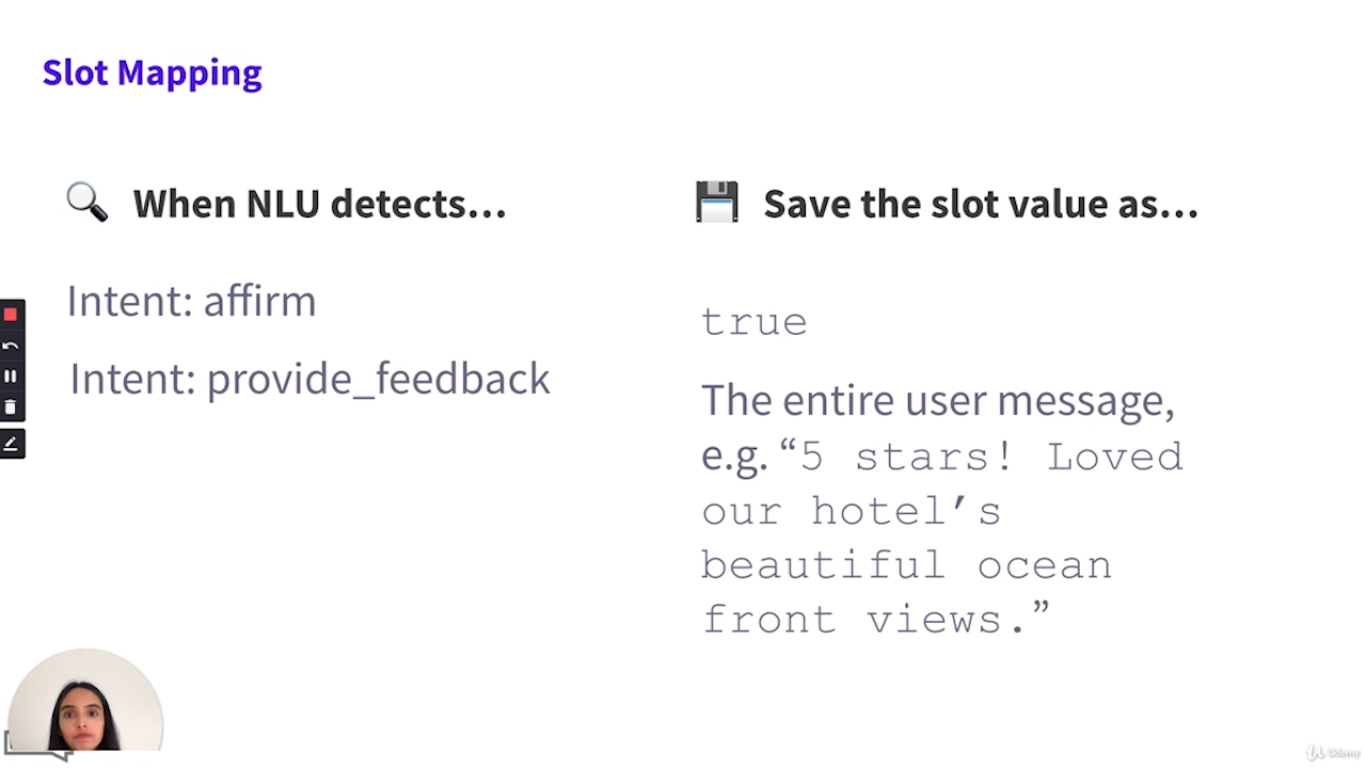 Slot Mapping
When NLU detects...
Save the slot value as...
Intent: affirm
true
Intent: provide_feedback
The entire user message,
e.g. “5 stars! Loved
our hotel’s
beautiful ocean
front views.”
Udemy